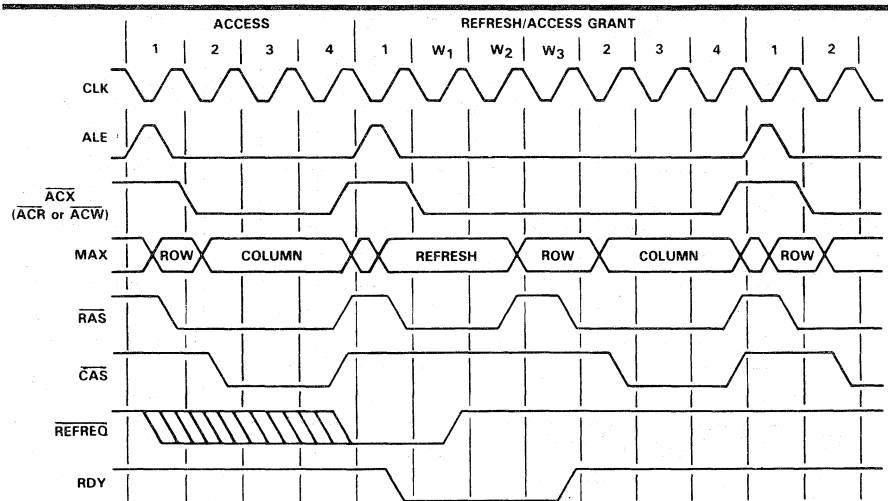 ACCESS REFRESH/ACCESS GRANT
1 2 3 4 1 W1 W2 W3 2 3 4 1 2
CLK
ALE
ACX
(ACR or ACW)
MAX ROW COLUMN REFRESH ROW COLUMN ROW
RAS
CAS
REFREQ
RDY